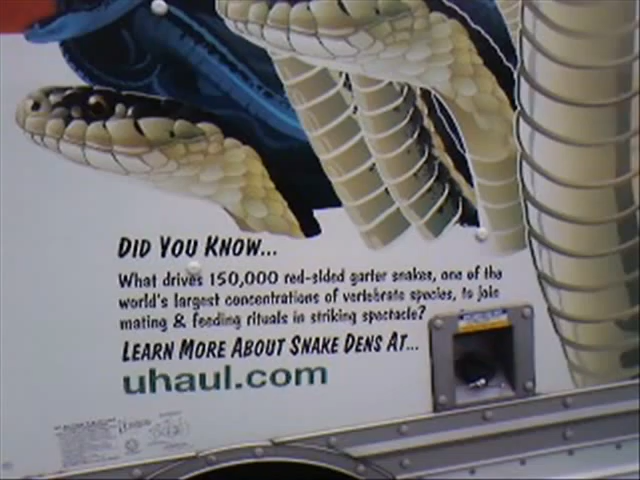 DID YOU KNOW...
What drives 150,000 red-sided garter snakes, one of the
world's largest concentrations of vertebrate species, to join
mating & feeding rituals in striking spectacle?
LEARN MORE ABOUT SNAKE DENS AT...
uhaul.com